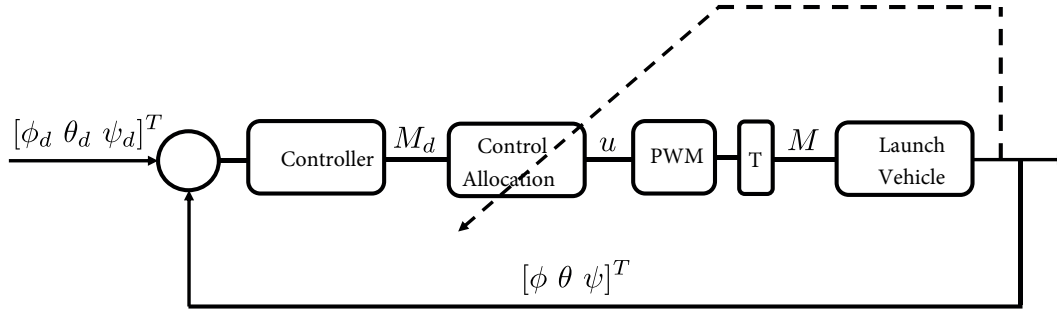 [ϕ_d θ_d ψ_d]^T
Controller
M_d
Control
Allocation
u
PWM
T
M
Launch
Vehicle
[ϕ θ ψ]^T